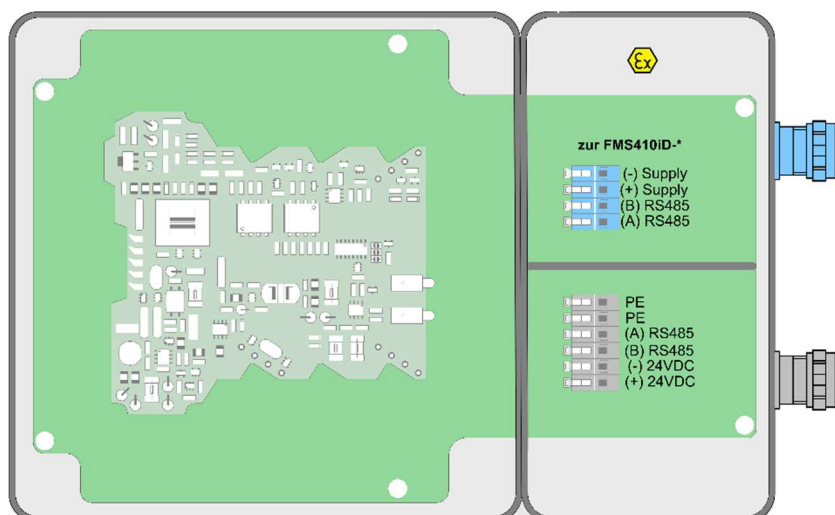 Ex
zur FMS410iD-*
(-) Supply
(+) Supply
(B) RS485
(A) RS485
PE
PE
(A) RS485
(B) RS485
(-) 24VDC
(+) 24VDC